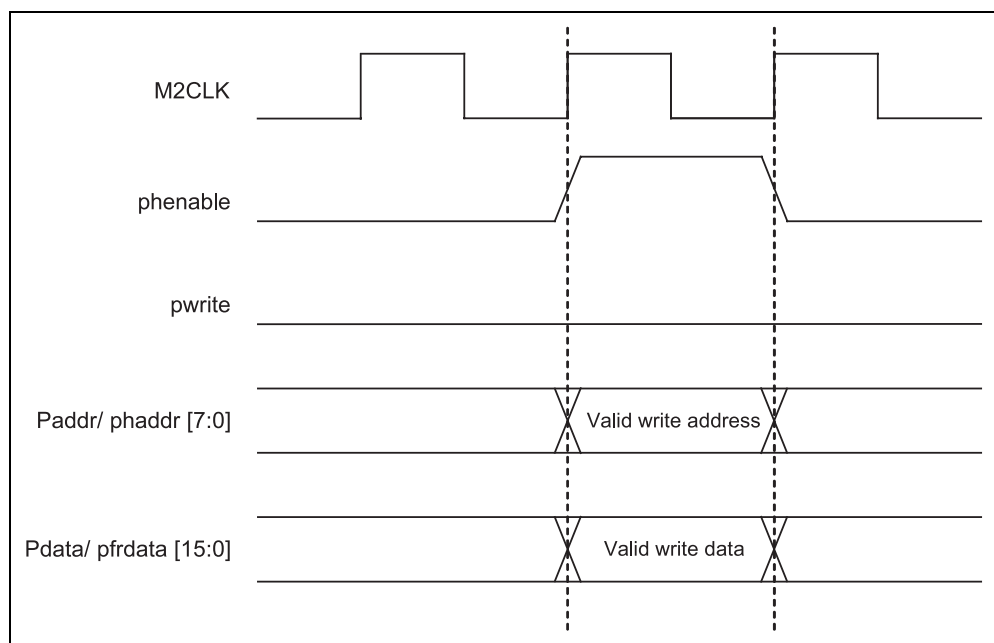 M2CLK
phenable
pwrite
Paddr/ phaddr [7:0]
Valid write address
Pdata/ pfrdata [15:0]
Valid write data